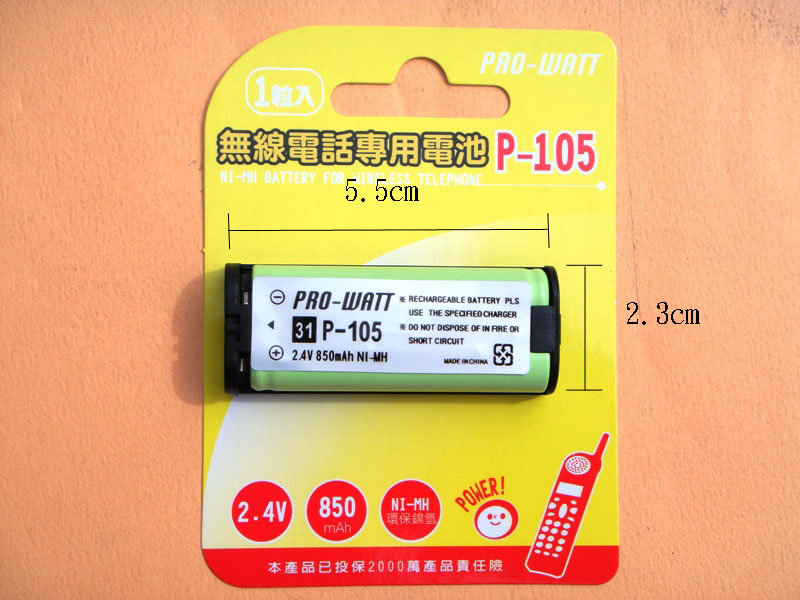 PRO-WATT
1粒入
無線電話專用電池 P-105
NI-MH BATTERY FOR WIRELESS TELEPHONE
5.5cm
2.3cm
PRO-WATT
31 P-105
2.4V 850mAh NI-MH
※ RECHARGEABLE BATTERY PLS
USE THE SPECIFIED CHARGER
※ DO NOT DISPOSE OF IN FIRE OR
SHORT CIRCUIT
MADE IN CHINA
2.4V
850
mAh
NI-MH
環保鎳氫
POWER!
本產品已投保2000萬產品責任險